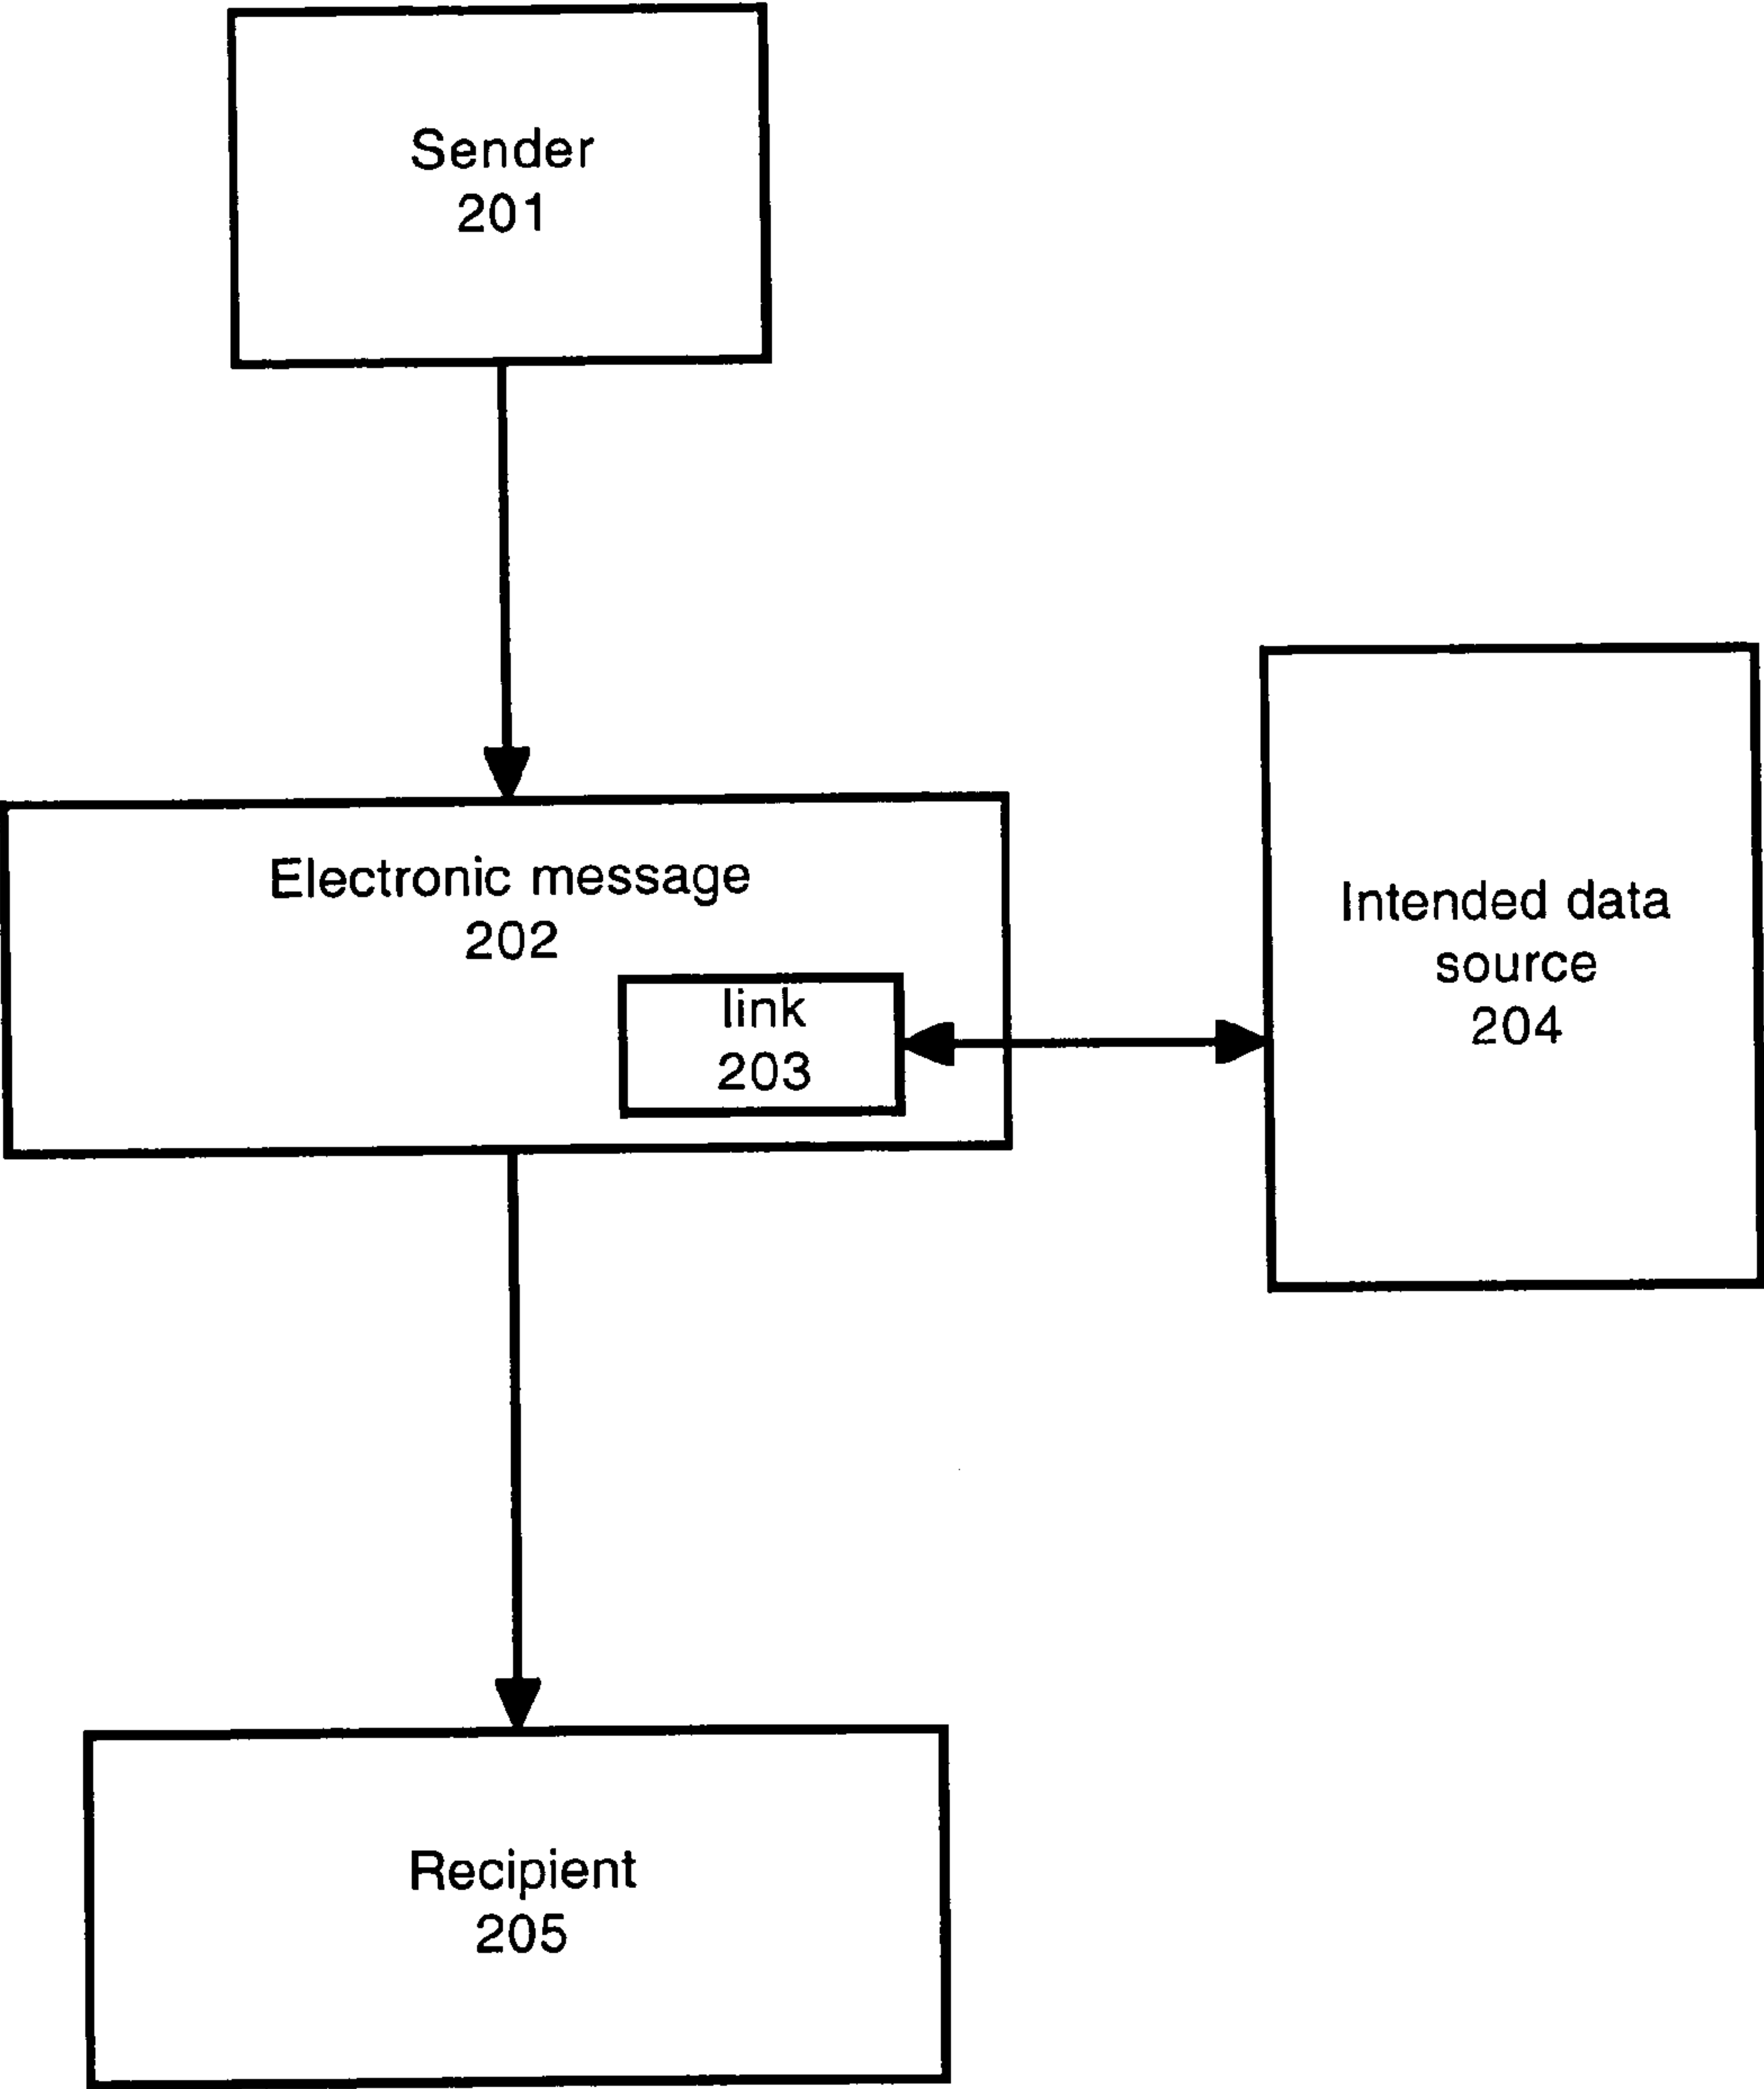 Sender
201
Electronic message
202
link
203
Intended data
source
204
Recipient
205